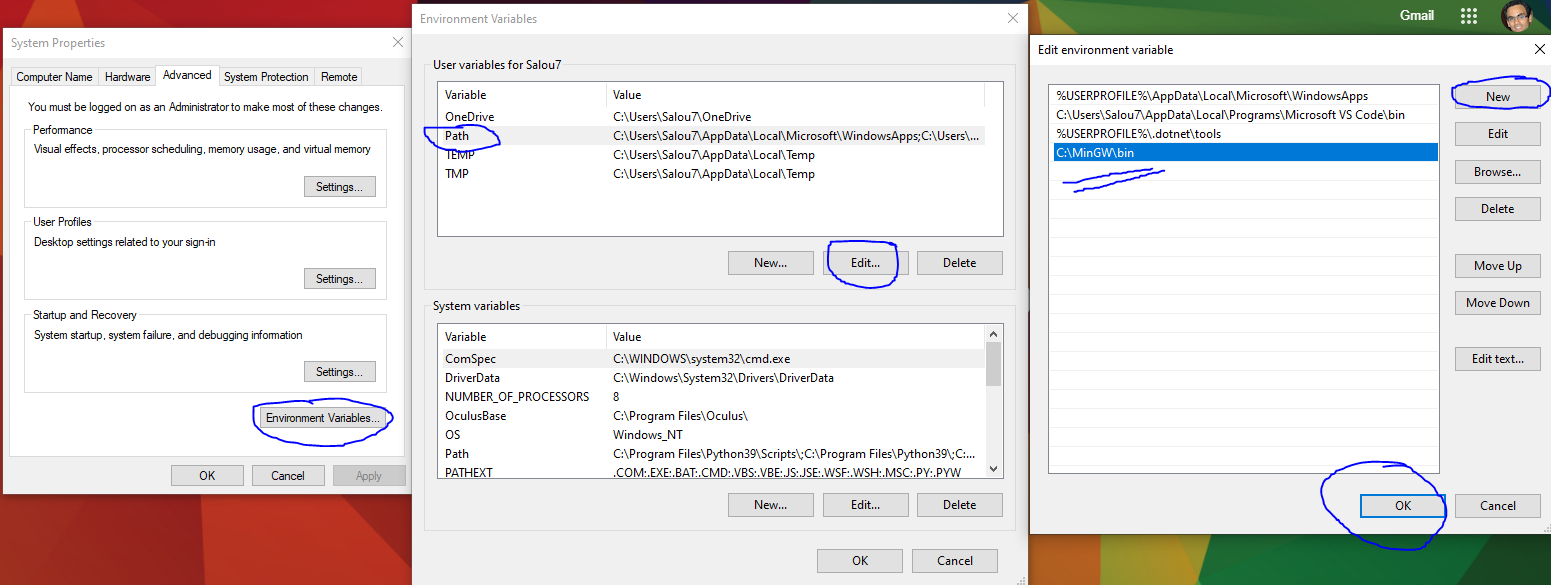 System Properties
Computer Name Hardware Advanced System Protection Remote
You must be logged on as an Administrator to make most of these changes.
Performance
Visual effects, processor scheduling, memory usage, and virtual memory
Settings...
User Profiles
Desktop settings related to your sign-in
Settings...
Startup and Recovery
System startup, system failure, and debugging information
Settings...
Environment Variables...
OK Cancel Apply
Environment Variables
User variables for Salou7
Variable Value
OneDrive C:\Users\Salou7\OneDrive
Path C:\Users\Salou7\AppData\Local\Microsoft\WindowsApps;C:\Users\...
TEMP C:\Users\Salou7\AppData\Local\Temp
TMP C:\Users\Salou7\AppData\Local\Temp
New... Edit... Delete
System variables
Variable Value
ComSpec C:\WINDOWS\system32\cmd.exe
DriverData C:\Windows\System32\Drivers\DriverData
NUMBER_OF_PROCESSORS 8
OculusBase C:\Program Files\Oculus\
OS Windows_NT
Path C:\Program Files\Python39\Scripts\;C:\Program Files\Python39\;C:...
PATHEXT .COM;.EXE;.BAT;.CMD;.VBS;.VBE;.JS;.JSE;.WSF;.WSH;.MSC;.PY;.PYW
New... Edit... Delete
OK Cancel
Gmail
Edit environment variable
%USERPROFILE%\AppData\Local\Microsoft\WindowsApps
C:\Users\Salou7\AppData\Local\Programs\Microsoft VS Code\bin
%USERPROFILE%\.dotnet\tools
C:\MinGW\bin
New
Edit
Browse...
Delete
Move Up
Move Down
Edit text...
OK Cancel